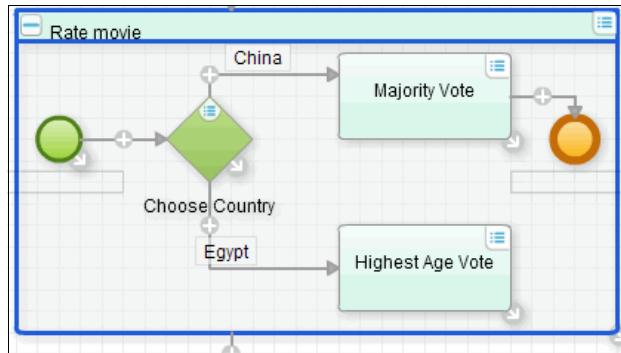 Rate movie
China
Majority Vote
Choose Country
Egypt
Highest Age Vote